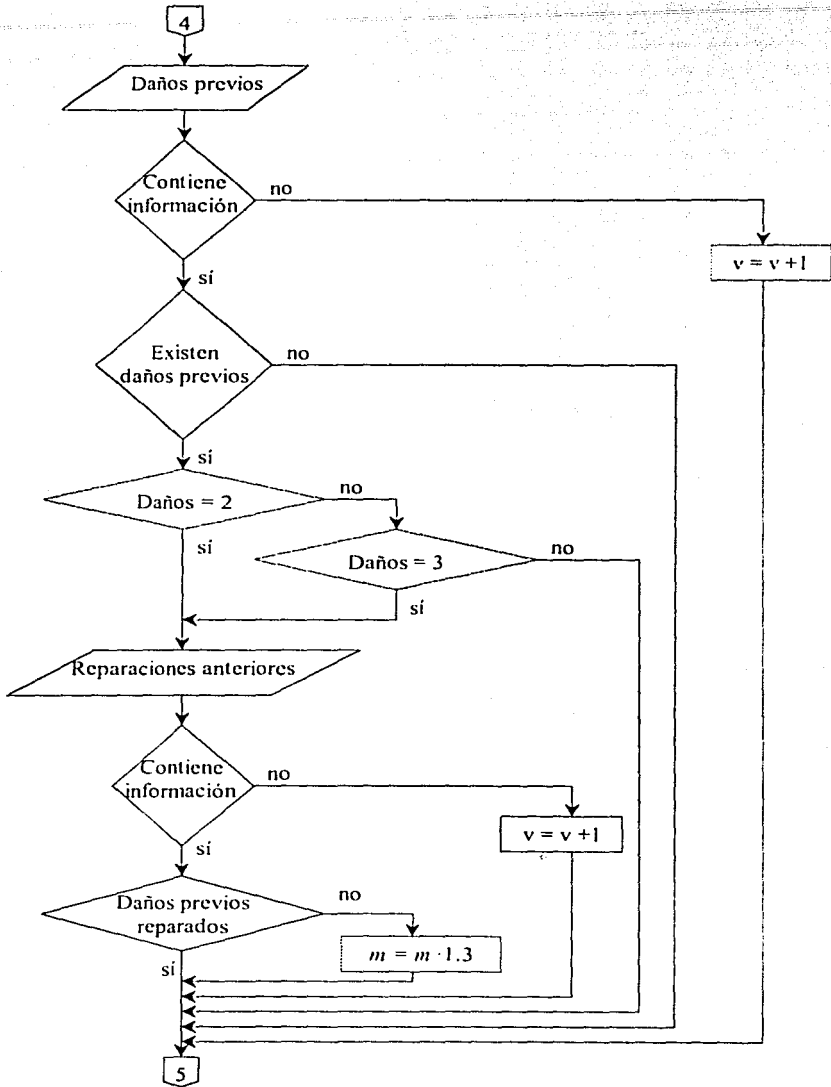 4
Daños previos
Contiene
información
no
v = v +1
sí
Existen
daños previos
no
sí
Daños = 2
no
sí
Daños = 3
no
sí
Reparaciones anteriores
Contiene
información
no
v = v +1
sí
Daños previos
reparados
no
m = m ·1.3
sí
5